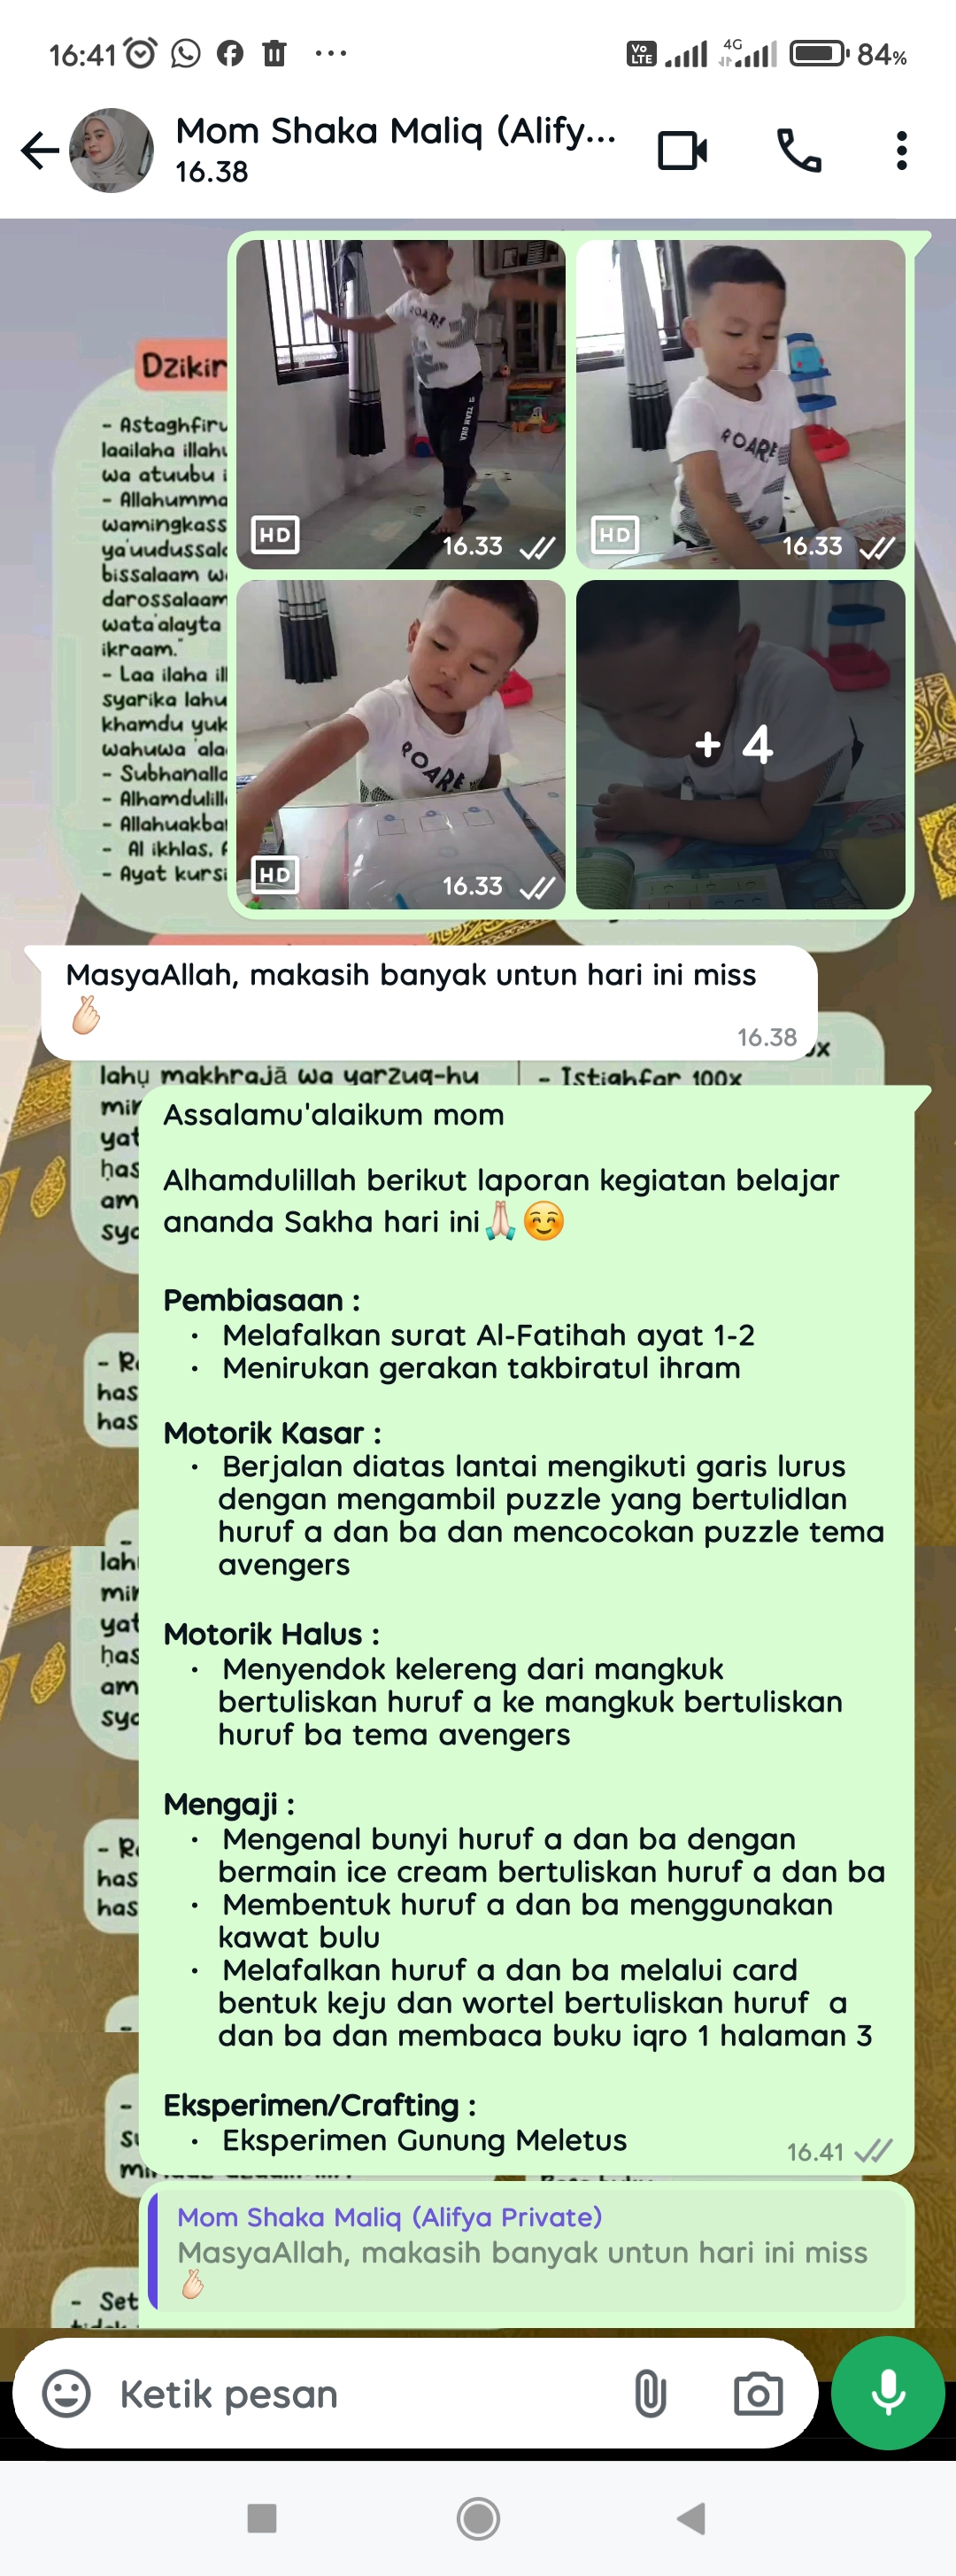 16:41
Vo LTE 4G 84%
Mom Shaka Maliq (Alify...
16.38
ROAR!
HD 16.33
ROARE
HD 16.33
ROARE
HD 16.33
+ 4
Dzikir
- Astaghfiru
laailaha illahu
wa atuubu i
- Allahumma
wamingkass
ya'uudussala
bissalaam w
darossalaam
wata'alayta
ikraam."
- Laa ilaha ill
syarika lahu
khamdu yuk
wahuwa 'ala
- Subhanalla
- Alhamdulill
- Allahuakba
- Al ikhlas,
- Ayat kursi
MasyaAllah, makasih banyak untun hari ini miss
🫰🏻
16.38
lahụ makhrajā wa yarzuq-hu
- Istighfar 100x
Assalamu'alaikum mom
Alhamdulillah berikut laporan kegiatan belajar
ananda Sakha hari ini🙏🏻☺️
Pembiasaan :
• Melafalkan surat Al-Fatihah ayat 1-2
• Menirukan gerakan takbiratul ihram
Motorik Kasar :
• Berjalan diatas lantai mengikuti garis lurus
dengan mengambil puzzle yang bertulidlan
huruf a dan ba dan mencocokan puzzle tema
avengers
Motorik Halus :
• Menyendok kelereng dari mangkuk
bertuliskan huruf a ke mangkuk bertuliskan
huruf ba tema avengers
Mengaji :
• Mengenal bunyi huruf a dan ba dengan
bermain ice cream bertuliskan huruf a dan ba
• Membentuk huruf a dan ba menggunakan
kawat bulu
• Melafalkan huruf a dan ba melalui card
bentuk keju dan wortel bertuliskan huruf  a
dan ba dan membaca buku iqro 1 halaman 3
Eksperimen/Crafting :
• Eksperimen Gunung Meletus
16.41
Mom Shaka Maliq (Alifya Private)
MasyaAllah, makasih banyak untun hari ini miss
🫰🏻
- Set
Ketik pesan